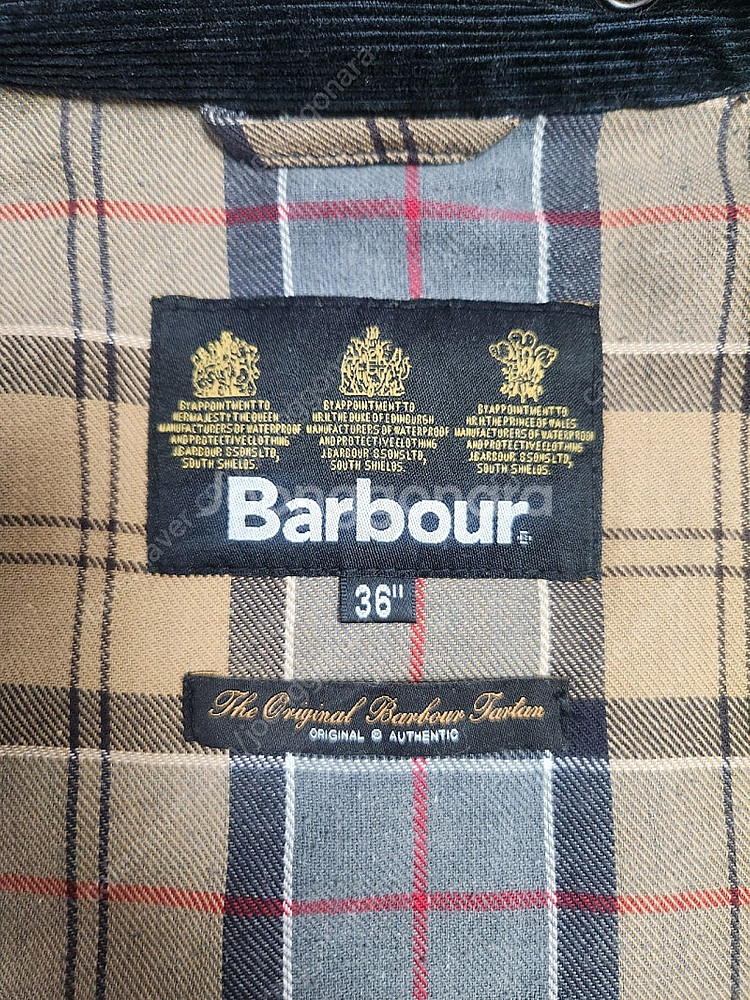 BY APPOINTMENT TO
HER MAJESTY THE QUEEN
MANUFACTURERS OF WATERPROOF
AND PROTECTIVE CLOTHING
J.BARBOUR & SONS LTD,
SOUTH SHIELDS.
BY APPOINTMENT TO
H.R.H. THE DUKE OF EDINBURGH
MANUFACTURERS OF WATERPROOF
AND PROTECTIVE CLOTHING
J.BARBOUR & SONS LTD,
SOUTH SHIELDS.
BY APPOINTMENT TO
H.R.H. THE PRINCE OF WALES
MANUFACTURERS OF WATERPROOF
AND PROTECTIVE CLOTHING
J.BARBOUR & SONS LTD,
SOUTH SHIELDS.
Barbour
36"
The Original Barbour Tartan
ORIGINAL & AUTHENTIC
joonggonara